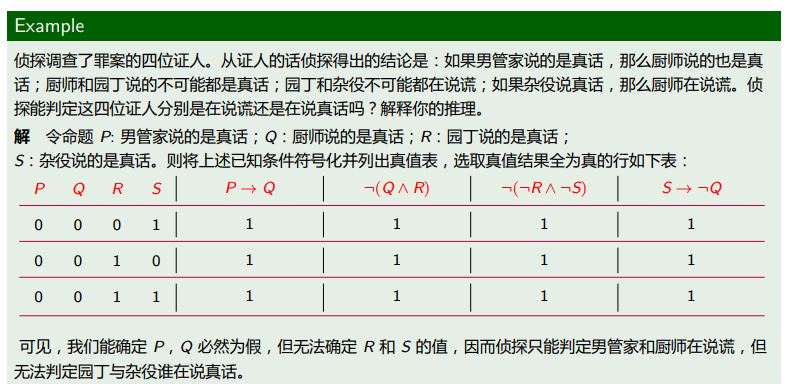 Example
侦探调查了罪案的四位证人。从证人的话侦探得出的结论是：如果男管家说的是真话，那么厨师说的也是真
话；厨师和园丁说的不可能都是真话；园丁和杂役不可能都在说谎；如果杂役说真话，那么厨师在说谎。侦
探能判定这四位证人分别是在说谎还是在说真话吗？解释你的推理。
解 令命题 P: 男管家说的是真话；Q：厨师说的是真话；R：园丁说的是真话；
S：杂役说的是真话。则将上述已知条件符号化并列出真值表，选取真值结果全为真的行如下表：
P Q R S P → Q ¬(Q ∧ R) ¬(¬R ∧ ¬S) S → ¬Q
0 0 0 1 1 1 1 1
0 0 1 0 1 1 1 1
0 0 1 1 1 1 1 1
可见，我们能确定 P，Q 必然为假，但无法确定 R 和 S 的值，因而侦探只能判定男管家和厨师在说谎，但
无法判定园丁与杂役谁在说真话。